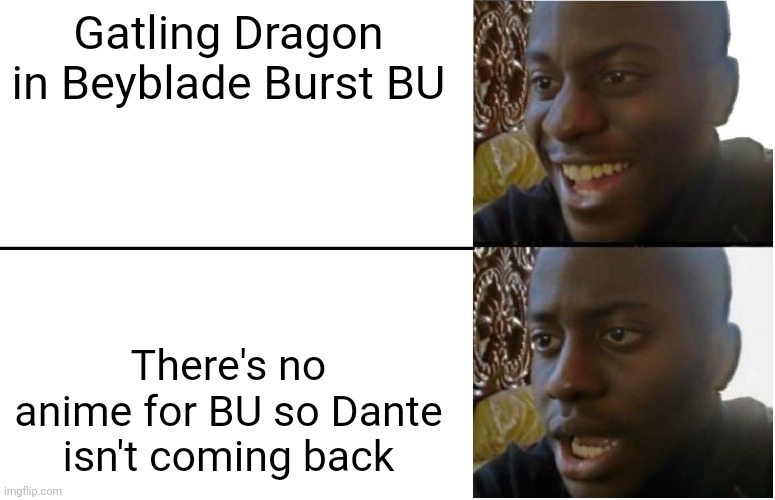 Gatling Dragon
in Beyblade Burst BU
There's no
anime for BU so Dante
isn't coming back
imgflip.com